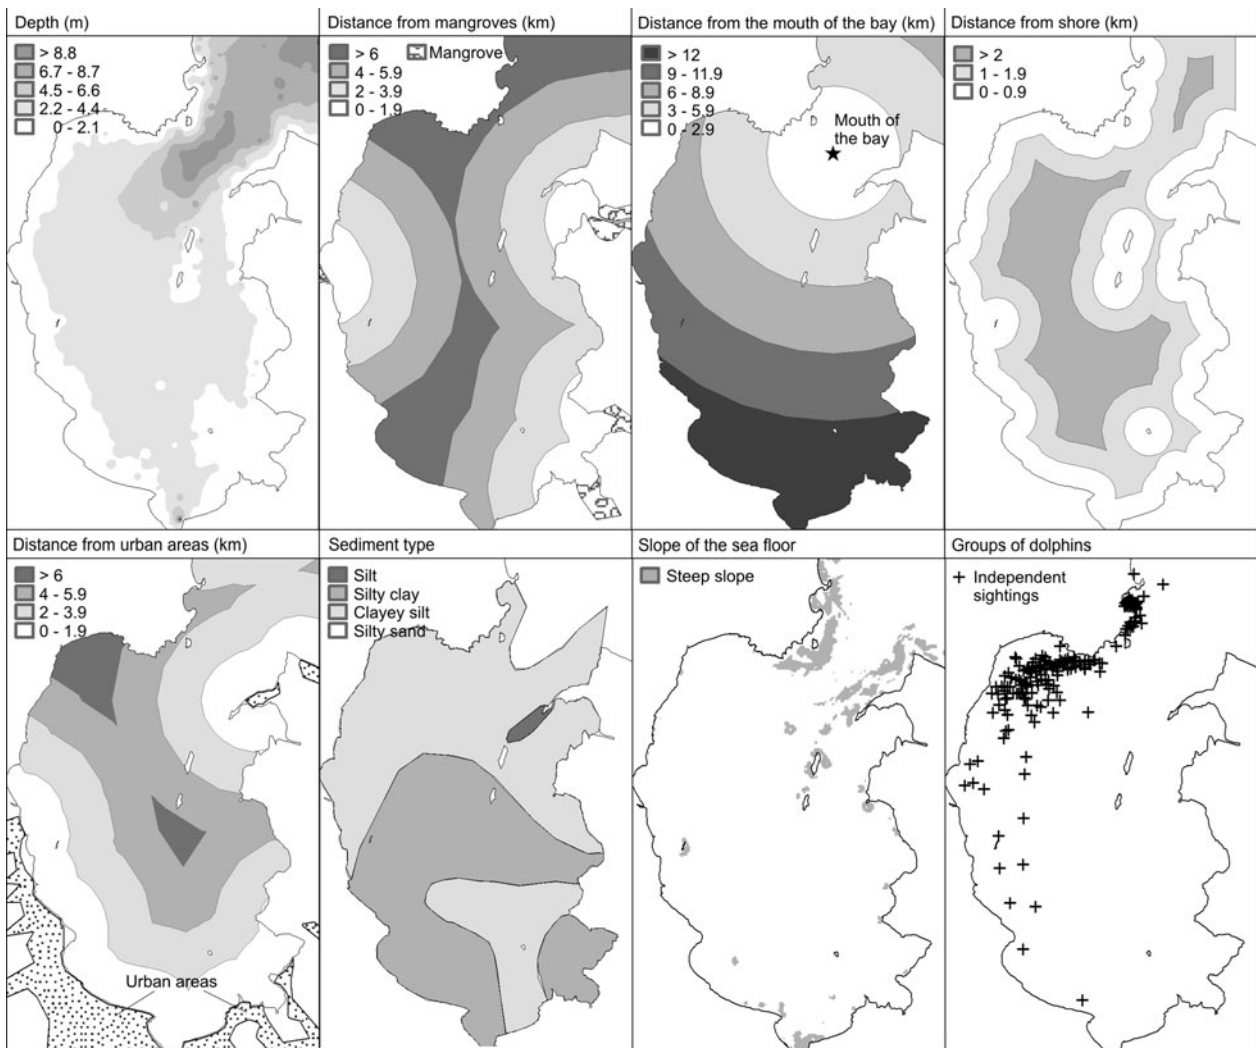 Depth (m)
> 8.8
6.7 - 8.7
4.5 - 6.6
2.2 - 4.4
0 - 2.1
Distance from mangroves (km)
> 6
4 - 5.9
2 - 3.9
0 - 1.9
Mangrove
Distance from the mouth of the bay (km)
> 12
9 - 11.9
6 - 8.9
3 - 5.9
0 - 2.9
Mouth of
the bay
Distance from shore (km)
> 2
1 - 1.9
0 - 0.9
Distance from urban areas (km)
> 6
4 - 5.9
2 - 3.9
0 - 1.9
Urban areas
Sediment type
Silt
Silty clay
Clayey silt
Silty sand
Slope of the sea floor
Steep slope
Groups of dolphins
Independent
sightings